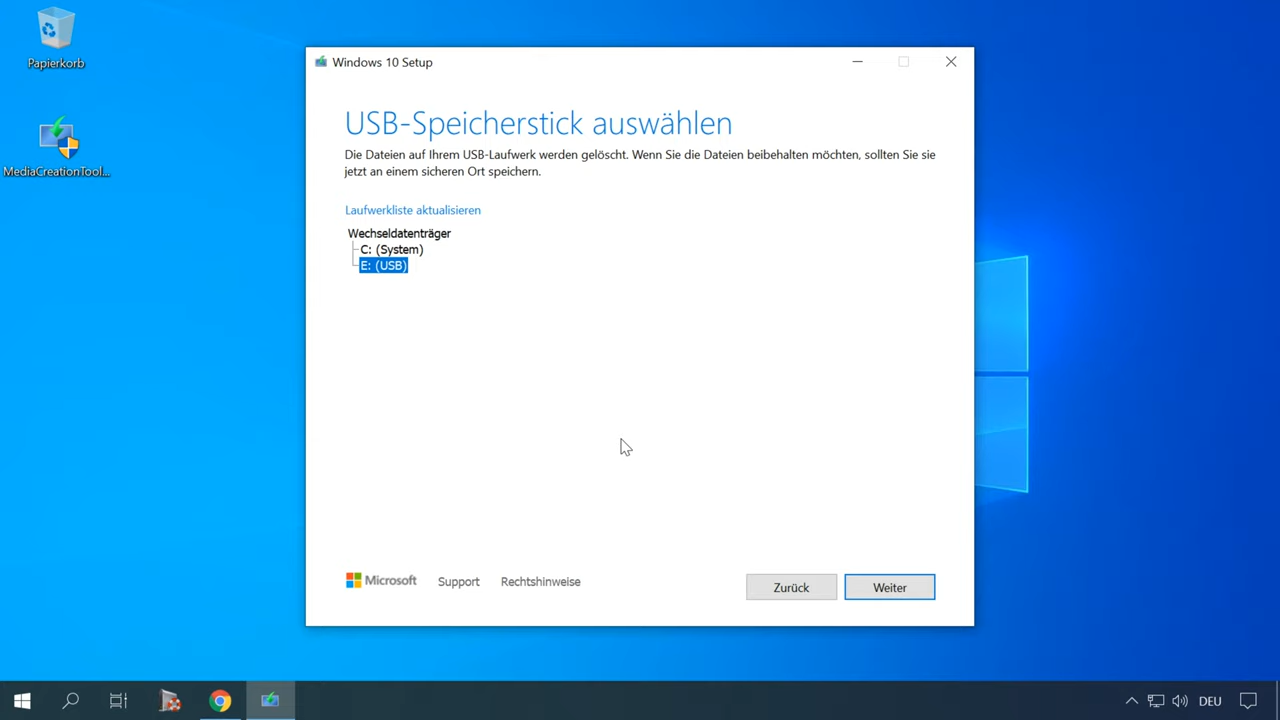 Papierkorb
MediaCreationTool...
Windows 10 Setup
USB-Speicherstick auswählen
Die Dateien auf Ihrem USB-Laufwerk werden gelöscht. Wenn Sie die Dateien beibehalten möchten, sollten Sie sie
jetzt an einem sicheren Ort speichern.
Laufwerkliste aktualisieren
Wechseldatenträger
C: (System)
E: (USB)
Microsoft Support Rechtshinweise
Zurück Weiter
DEU